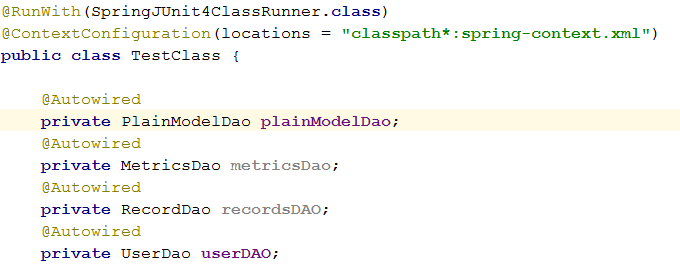 @RunWith(SpringJUnit4ClassRunner.class)
@ContextConfiguration(locations = "classpath*:spring-context.xml")
public class TestClass {
@Autowired
private PlainModelDao plainModelDao;
@Autowired
private MetricsDao metricsDao;
@Autowired
private RecordDao recordsDAO;
@Autowired
private UserDao userDAO;